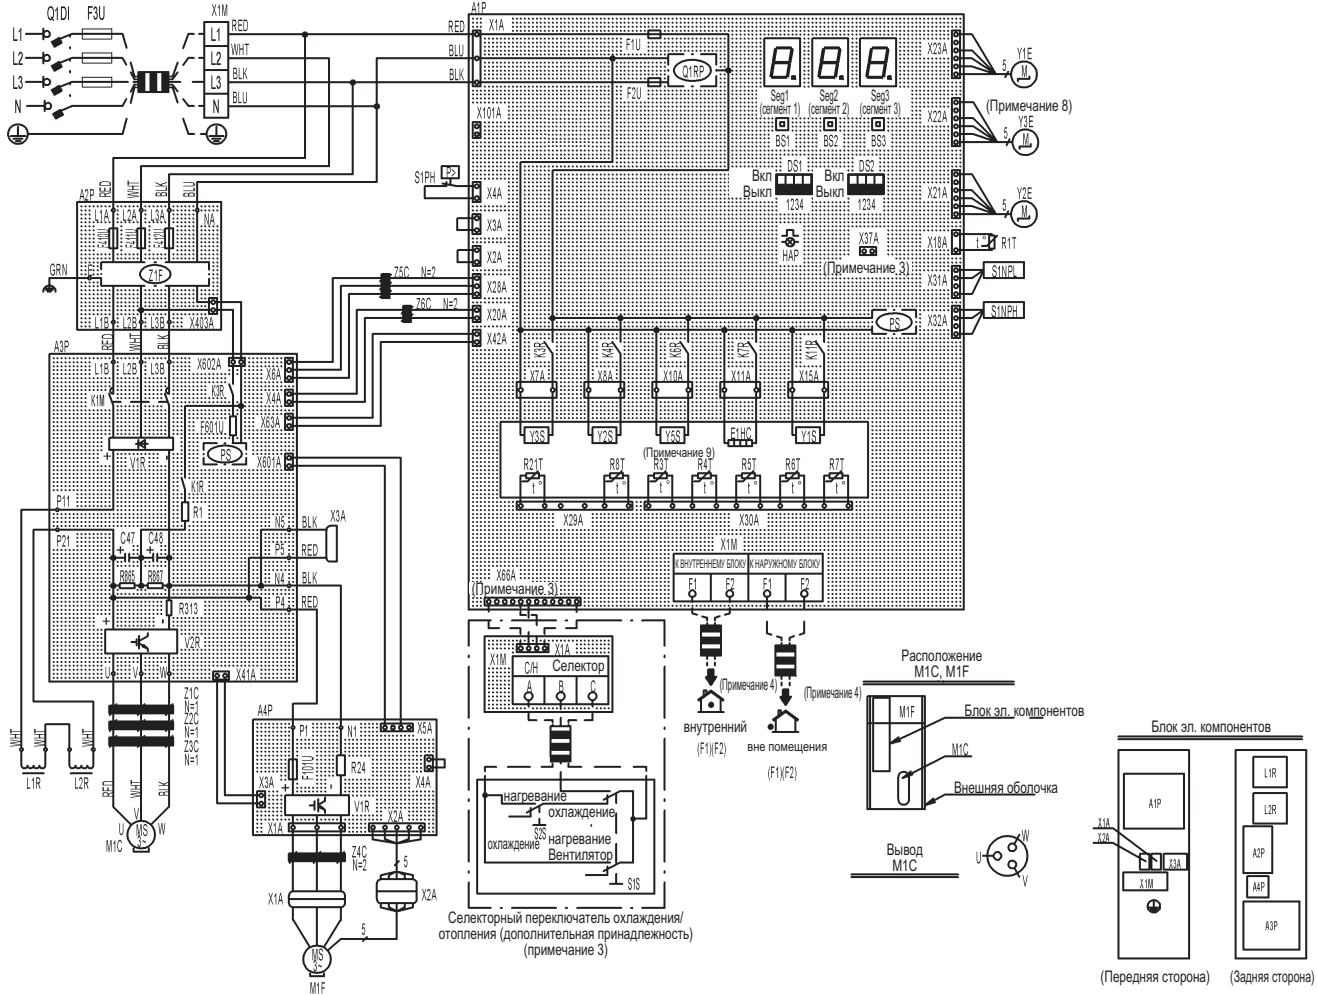 Q1DI F3U X1M
L1 L1 RED
L2 L2 WHT
L3 L3 BLK
N N BLU
A1P
RED X1A
BLU
BLK
F1U
F2U
Q1RP
Seg1 (сегмент 1)
Seg2 (сегмент 2)
Seg3 (сегмент 3)
BS1 BS2 BS3
DS1 DS2
Вкл Вкл
Выкл Выкл
1234 1234
HAP X37A
(Примечание 3)
X23A 5 Y1E M
X22A (Примечание 8)
5 Y3E M
X21A 5 Y2E M
X18A t° R1T
X31A S1NPL
X32A S1NPH
PS
X101A
S1PH P>
X4A
X3A
X2A
X28A
X20A
X42A
Z5C N=2
Z6C N=2
A2P
RED WHT BLK BLU
L1A L2A L3A NA
F410U F411U F412U
GRN E
Z1F
L1B L2B L3B X403A
RED WHT BLK
A3P
L1B L2B L3B
X602A
X6A
X4A
X63A
X601A
K1M
K3R
F601U
PS
V1R
K1R
R1
P11
P21
C47 C48
R865 R867
N5 BLK X3A
P5 RED
N4 BLK
P4 RED
R313
V2R
U V W
X41A
Z1C
N=1
Z2C
N=1
Z3C
N=1
WHT WHT WHT WHT
L1R L2R
RED WHT BLK
U V W
MS
3~
M1C
A4P
P1 N1 X5A
F101U R24
X4A
X3A
V1R
X1A X2A
Z4C
N=2
5
X1A X2A
5
MS
3~
M1F
K3R K4R K6R K7R K11R
X7A X8A X10A X11A X15A
Y3S Y2S Y5S E1HC Y1S
(Примечание 9)
R21T R8T R3T R4T R5T R6T R7T
t° t° t° t° t° t° t°
X29A X30A
X1M
К ВНУТРЕННЕМУ БЛОКУ К НАРУЖНОМУ БЛОКУ
F1 F2 F1 F2
(Примечание 4) (Примечание 4)
внутренний
(F1)(F2)
вне помещения
(F1)(F2)
X66A
(Примечание 3)
X1M X1A
C/H Селектор
A B C
нагревание
охлаждение
S2S
охлаждение
нагревание
Вентилятор
S1S
Селекторный переключатель охлаждения/
отопления (дополнительная принадлежность)
(примечание 3)
Расположение
M1C, M1F
M1F
Блок эл. компонентов
M1C
Внешняя оболочка
Вывод
M1C
U W V
Блок эл. компонентов
A1P
X1A
X2A
X3A
X1M
(Передняя сторона)
L1R
L2R
A2P
A4P
A3P
(Задняя сторона)